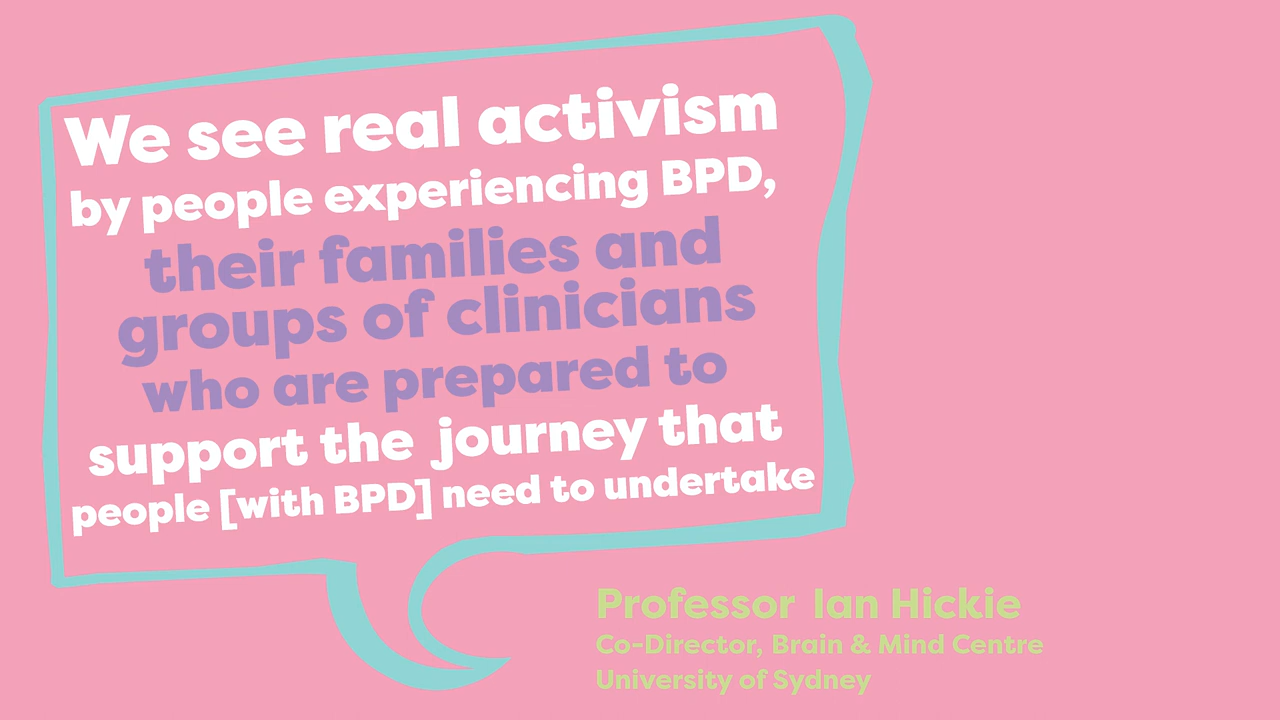 We see real activism
by people experiencing BPD,
their families and
groups of clinicians
who are prepared to
support the journey that
people [with BPD] need to undertake
Professor Ian Hickie
Co-Director, Brain & Mind Centre
University of Sydney